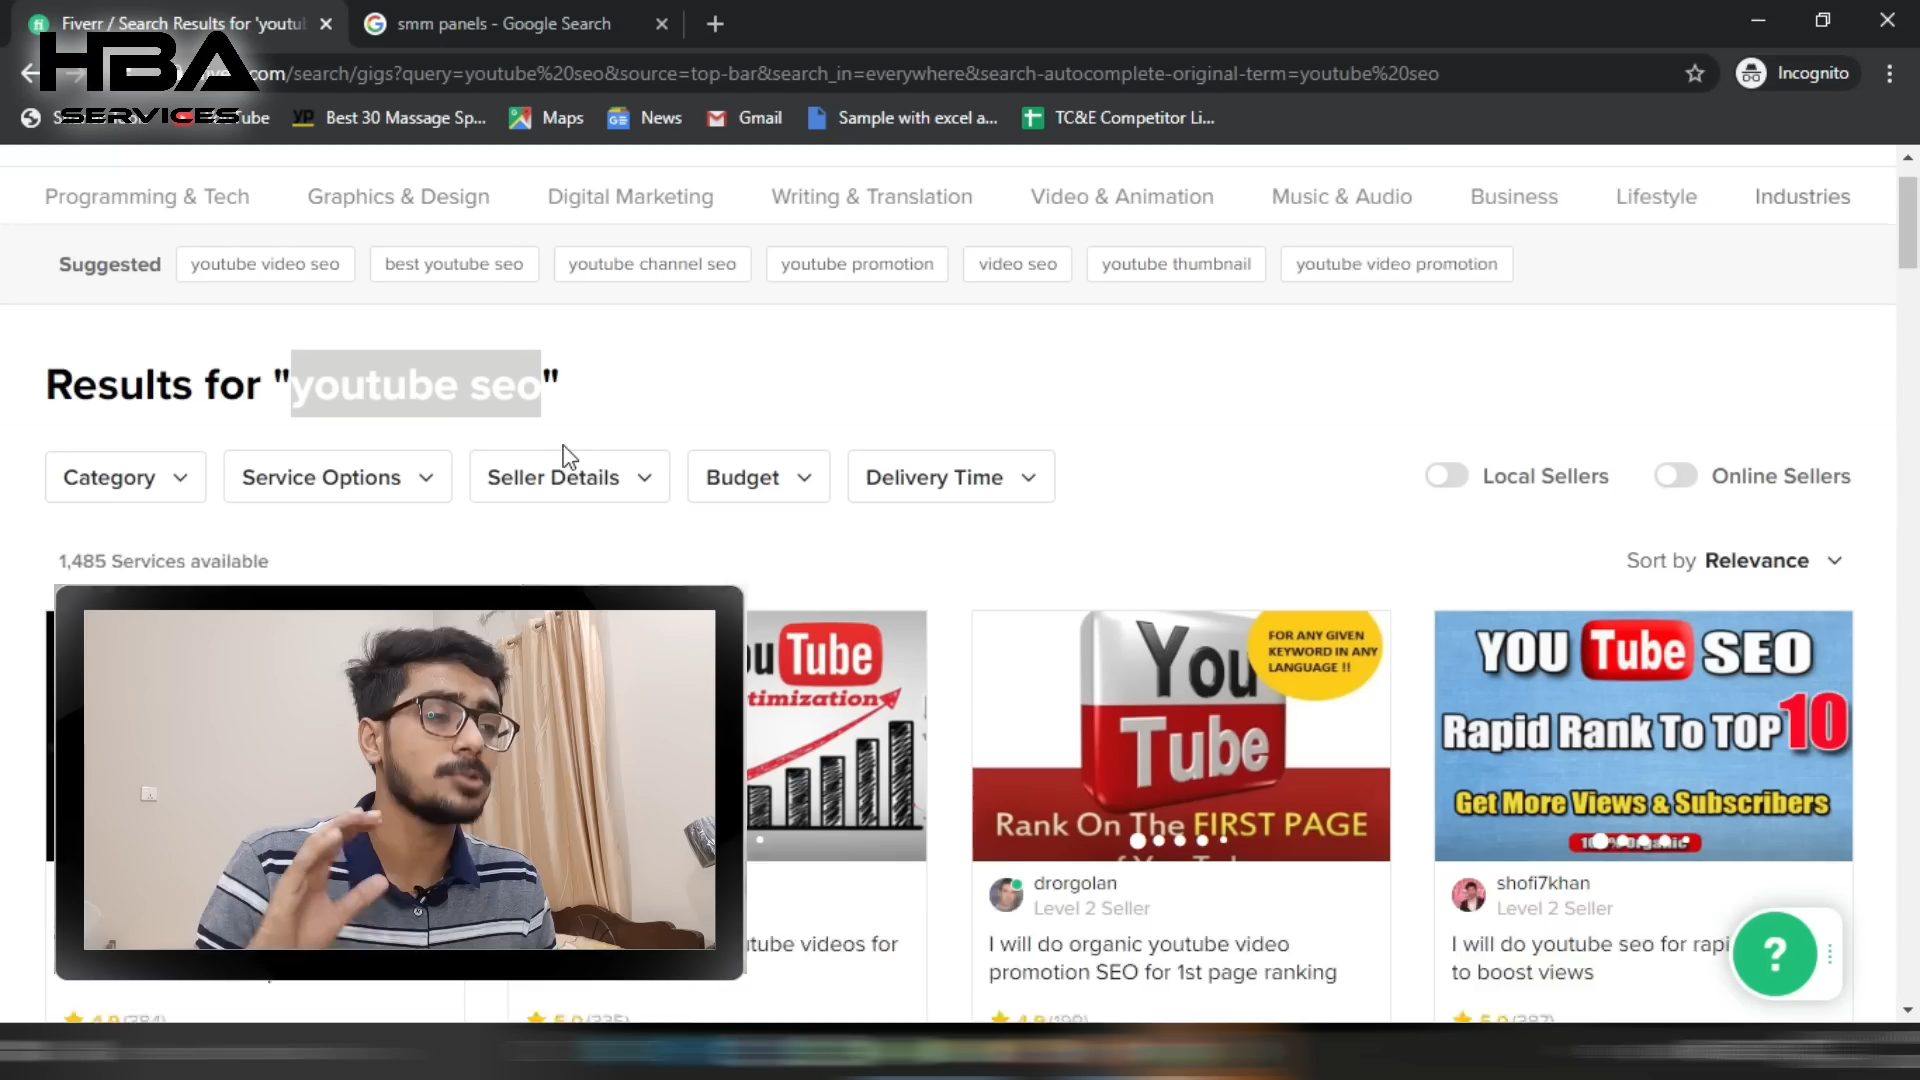 Fiverr / Search Results for 'youtu
smm panels - Google Search
HBA
SERVICES
.com/search/gigs?query=youtube%20seo&source=top-bar&search_in=everywhere&search-autocomplete-original-term=youtube%20seo
Incognito
Best 30 Massage Sp...
Maps
News
Gmail
Sample with excel a...
TC&E Competitor Li...
Programming & Tech
Graphics & Design
Digital Marketing
Writing & Translation
Video & Animation
Music & Audio
Business
Lifestyle
Industries
Suggested
youtube video seo
best youtube seo
youtube channel seo
youtube promotion
video seo
youtube thumbnail
youtube video promotion
Results for "youtube seo"
Category
Service Options
Seller Details
Budget
Delivery Time
Local Sellers
Online Sellers
1,485 Services available
Sort by Relevance
Tube
timization
You
Tube
FOR ANY GIVEN
KEYWORD IN ANY
LANGUAGE !!
Rank On The FIRST PAGE
YOU Tube SEO
Rapid Rank To TOP 10
Get More Views & Subscribers
drorgolan
Level 2 Seller
shofi7khan
Level 2 Seller
tube videos for
I will do organic youtube video
promotion SEO for 1st page ranking
I will do youtube seo for rapi
to boost views
?